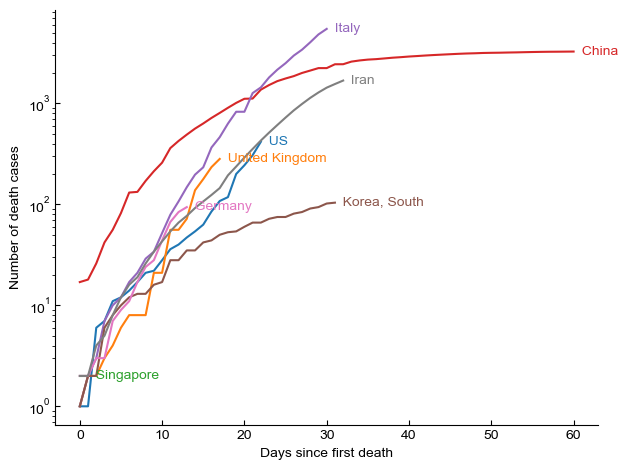 Italy
China
Iran
US
United Kingdom
Germany
Korea, South
Singapore
Number of death cases
10³
10²
10¹
10⁰
0 10 20 30 40 50 60
Days since first death